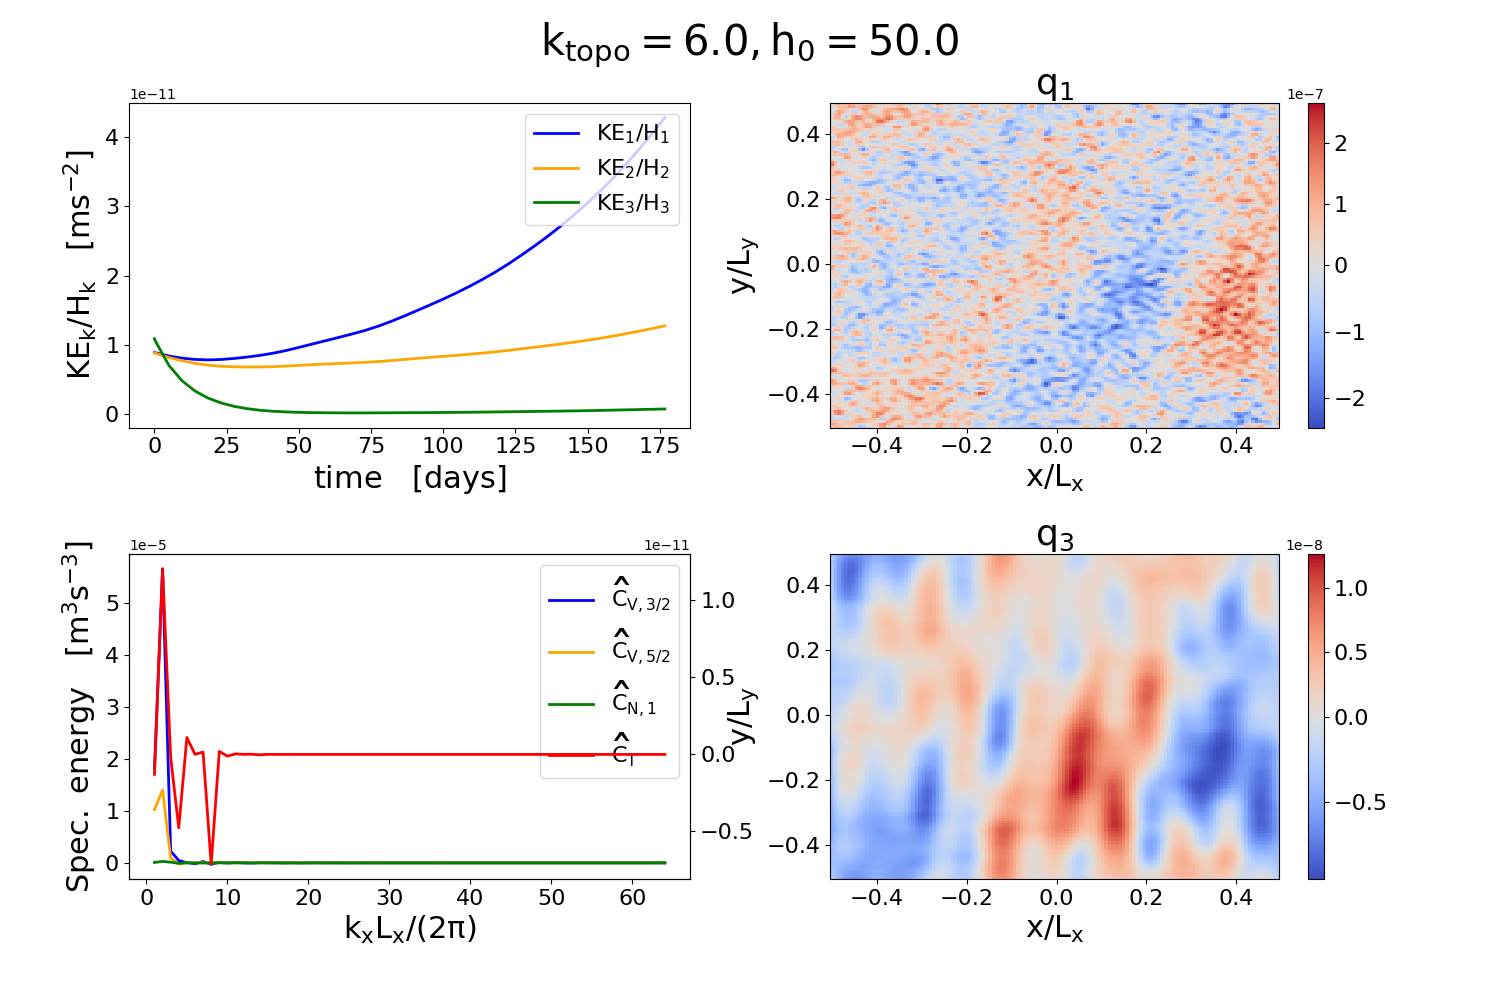 k_topo = 6.0, h_0 = 50.0
1e−11
KE_k/H_k [ms^−2]
4
3
2
1
0
KE_1/H_1
KE_2/H_2
KE_3/H_3
0 25 50 75 100 125 150 175
time [days]
q_1
1e−7
y/L_y
0.4
0.2
0.0
−0.2
−0.4
−0.4 −0.2 0.0 0.2 0.4
x/L_x
2
1
0
−1
−2
1e−5
1e−11
Spec. energy [m^3s^−3]
5
4
3
2
1
0
Ĉ_V,3/2
Ĉ_V,5/2
Ĉ_N,1
Ĉ_T
1.0
0.5
0.0
−0.5
0 10 20 30 40 50 60
k_xL_x/(2π)
q_3
1e−8
y/L_y
0.4
0.2
0.0
−0.2
−0.4
−0.4 −0.2 0.0 0.2 0.4
x/L_x
1.0
0.5
0.0
−0.5